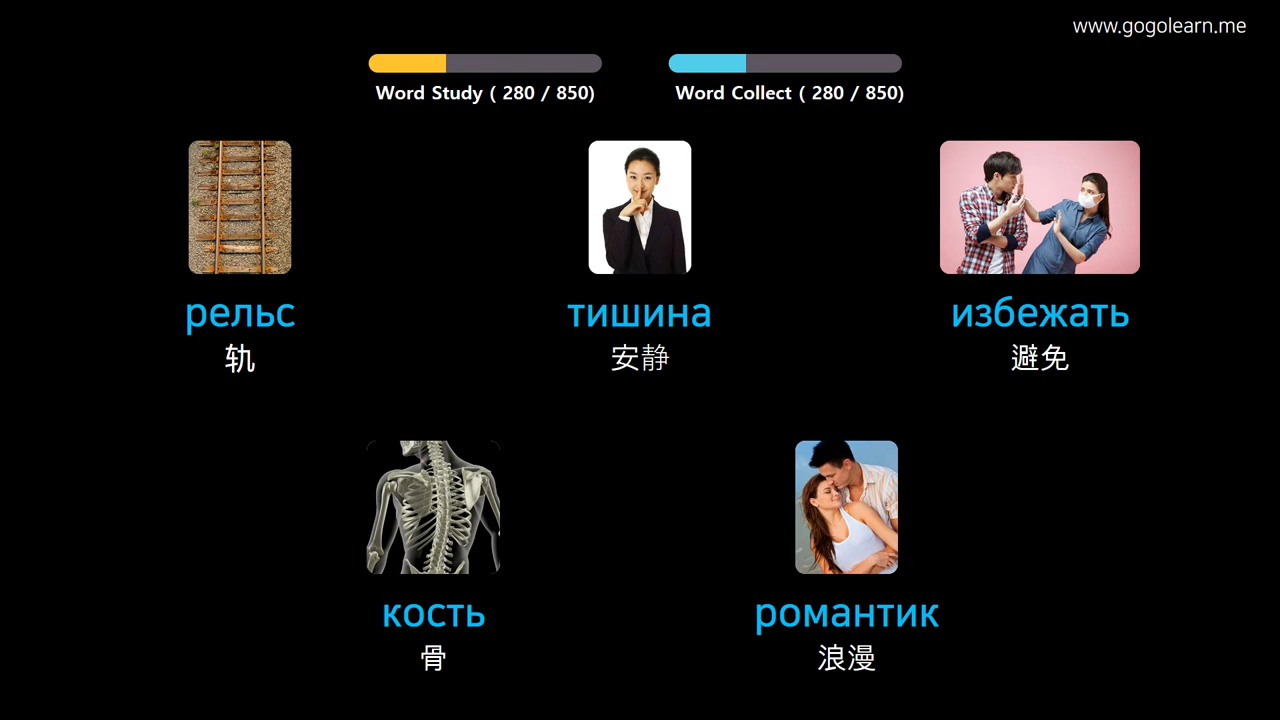 www.gogolearn.me
Word Study ( 280 / 850)
Word Collect ( 280 / 850)
рельс
轨
тишина
安静
избежать
避免
кость
骨
романтик
浪漫